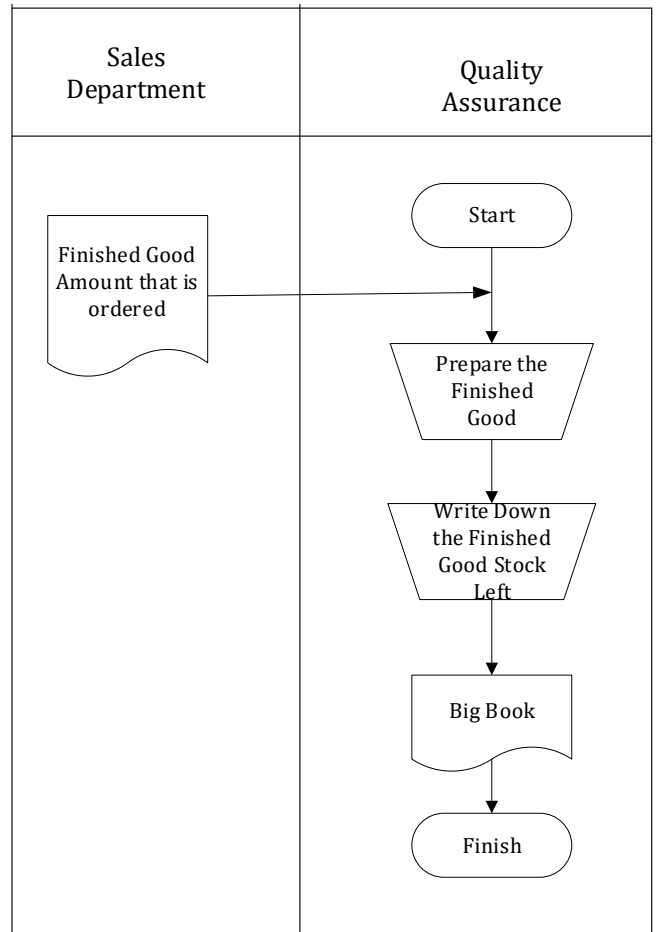 Sales
Department
Quality
Assurance
Start
Finished Good
Amount that is
ordered
Prepare the
Finished
Good
Write Down
the Finished
Good Stock
Left
Big Book
Finish